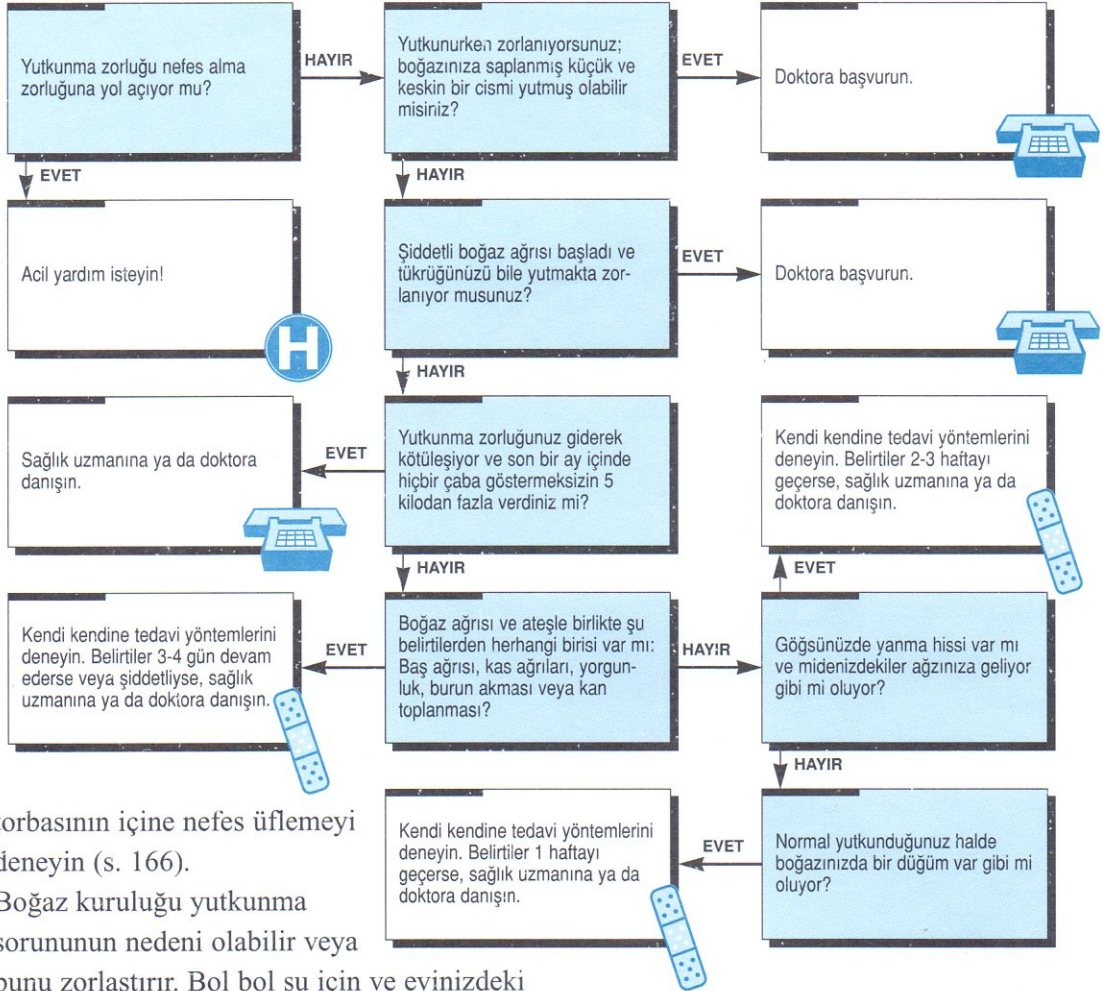 Yutkunma zorluğu nefes alma
zorluğuna yol açıyor mu?
HAYIR
EVET
Yutkunurken zorlanıyorsunuz;
boğazınıza saplanmış küçük ve
keskin bir cismi yutmuş olabilir
misiniz?
EVET
HAYIR
Doktora başvurun.
Acil yardım isteyin!
H
Şiddetli boğaz ağrısı başladı ve
tükrüğünüzü bile yutmakta zor-
lanıyor musunuz?
EVET
HAYIR
Doktora başvurun.
Sağlık uzmanına ya da doktora
danışın.
EVET
Yutkunma zorluğunuz giderek
kötüleşiyor ve son bir ay içinde
hiçbir çaba göstermeksizin 5
kilodan fazla verdiniz mi?
HAYIR
Kendi kendine tedavi yöntemlerini
deneyin. Belirtiler 2-3 haftayı
geçerse, sağlık uzmanına ya da
doktora danışın.
EVET
Kendi kendine tedavi yöntemlerini
deneyin. Belirtiler 3-4 gün devam
ederse veya şiddetliyse, sağlık
uzmanına ya da doktora danışın.
EVET
Boğaz ağrısı ve ateşle birlikte şu
belirtilerden herhangi birisi var mı:
Baş ağrısı, kas ağrıları, yorgun-
luk, burun akması veya kan
toplanması?
HAYIR
Göğsünüzde yanma hissi var mı
ve midenizdekiler ağzınıza geliyor
gibi mi oluyor?
HAYIR
Kendi kendine tedavi yöntemlerini
deneyin. Belirtiler 1 haftayı
geçerse, sağlık uzmanına ya da
doktora danışın.
EVET
Normal yutkunduğunuz halde
boğazınızda bir düğüm var gibi mi
oluyor?
torbasının içine nefes üflemeyi
deneyin (s. 166).
Boğaz kuruluğu yutkunma
sorununun nedeni olabilir veya
bunu zorlaştırır. Bol bol su için ve evinizdeki